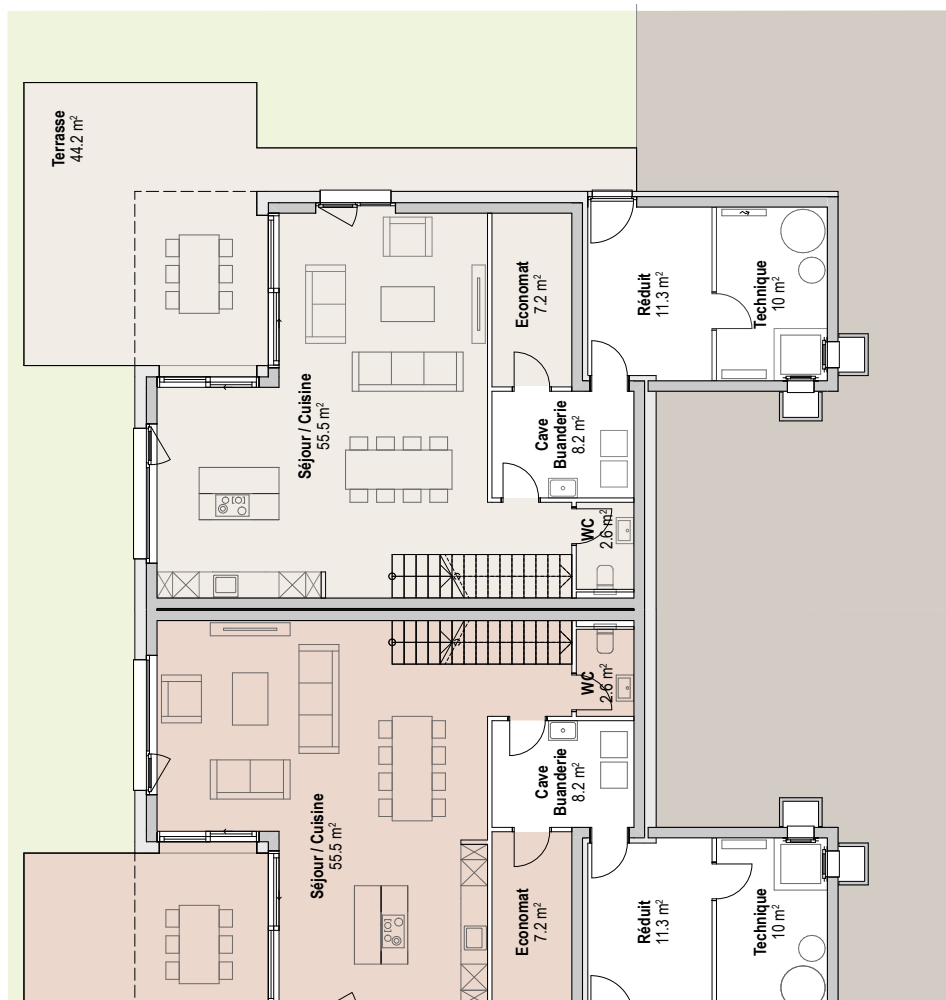 Terrasse
44.2 m²
Economat
7.2 m²
Réduit
11.3 m²
Technique
10 m²
Séjour / Cuisine
55.5 m²
Cave
Buanderie
8.2 m²
WC
2.6 m²
WC
2.6 m²
Cave
Buanderie
8.2 m²
Séjour / Cuisine
55.5 m²
Economat
7.2 m²
Réduit
11.3 m²
Technique
10 m²